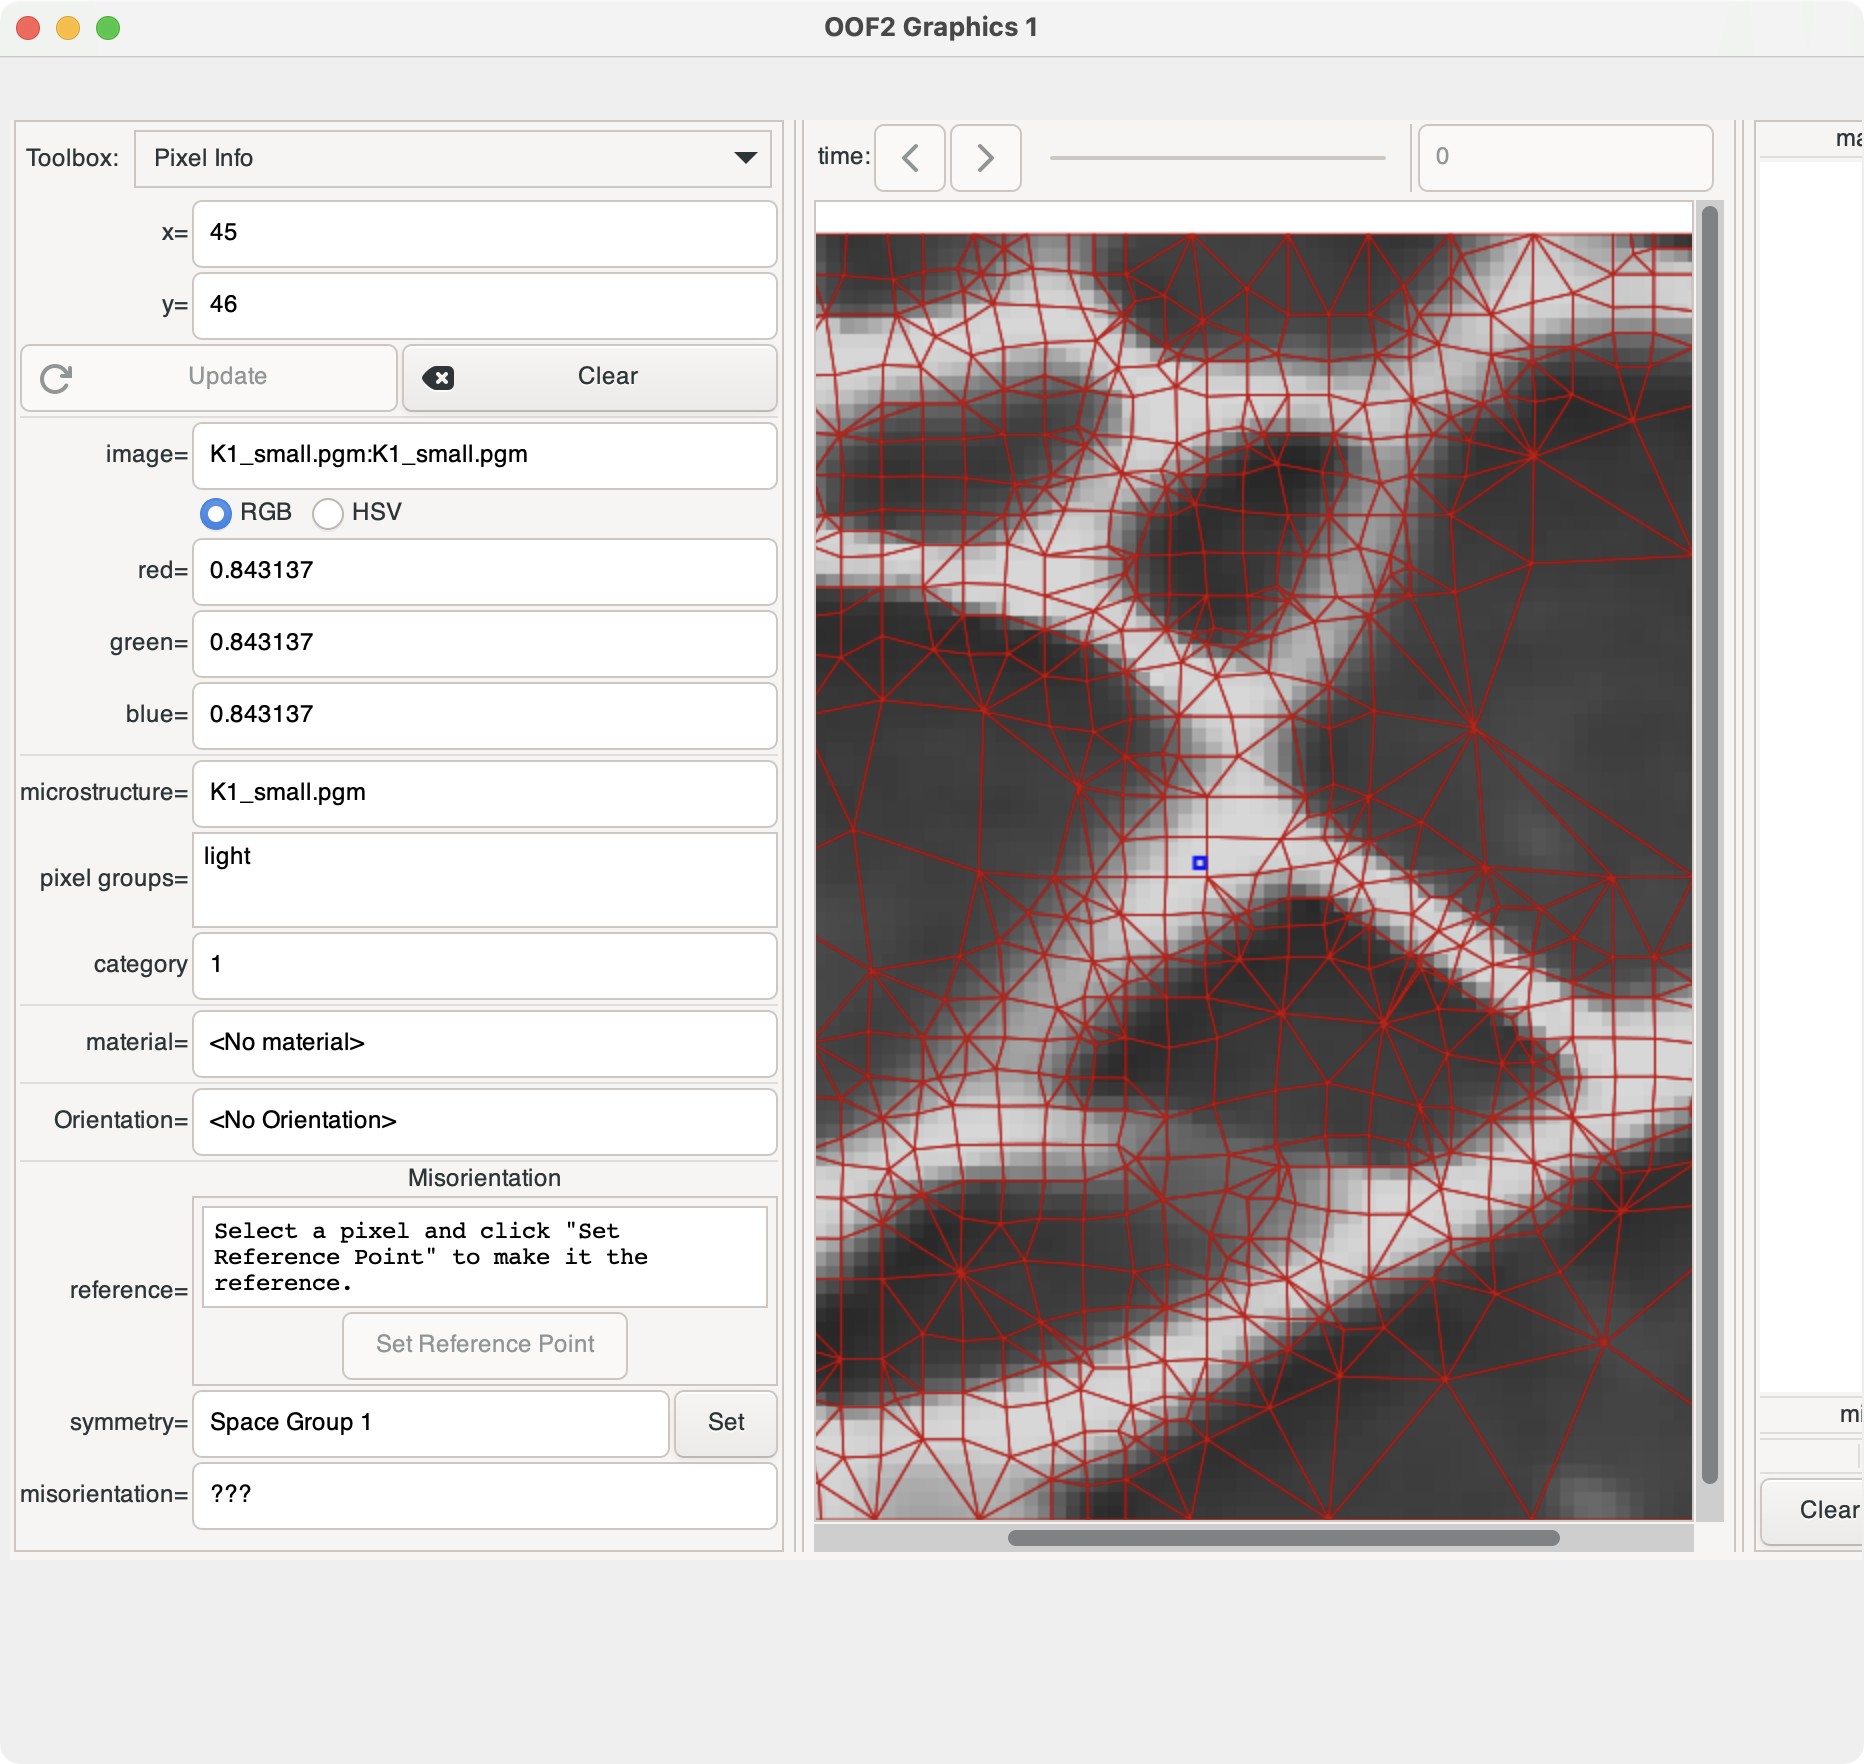 OOF2 Graphics 1
Toolbox: Pixel Info
x= 45
y= 46
Update Clear
image= K1_small.pgm:K1_small.pgm
RGB HSV
red= 0.843137
green= 0.843137
blue= 0.843137
microstructure= K1_small.pgm
pixel groups= light
category 1
material= <No material>
Orientation= <No Orientation>
Misorientation
reference= Select a pixel and click "Set
Reference Point" to make it the
reference.
Set Reference Point
symmetry= Space Group 1 Set
misorientation= ???
time: 0
ma
mi
Clear